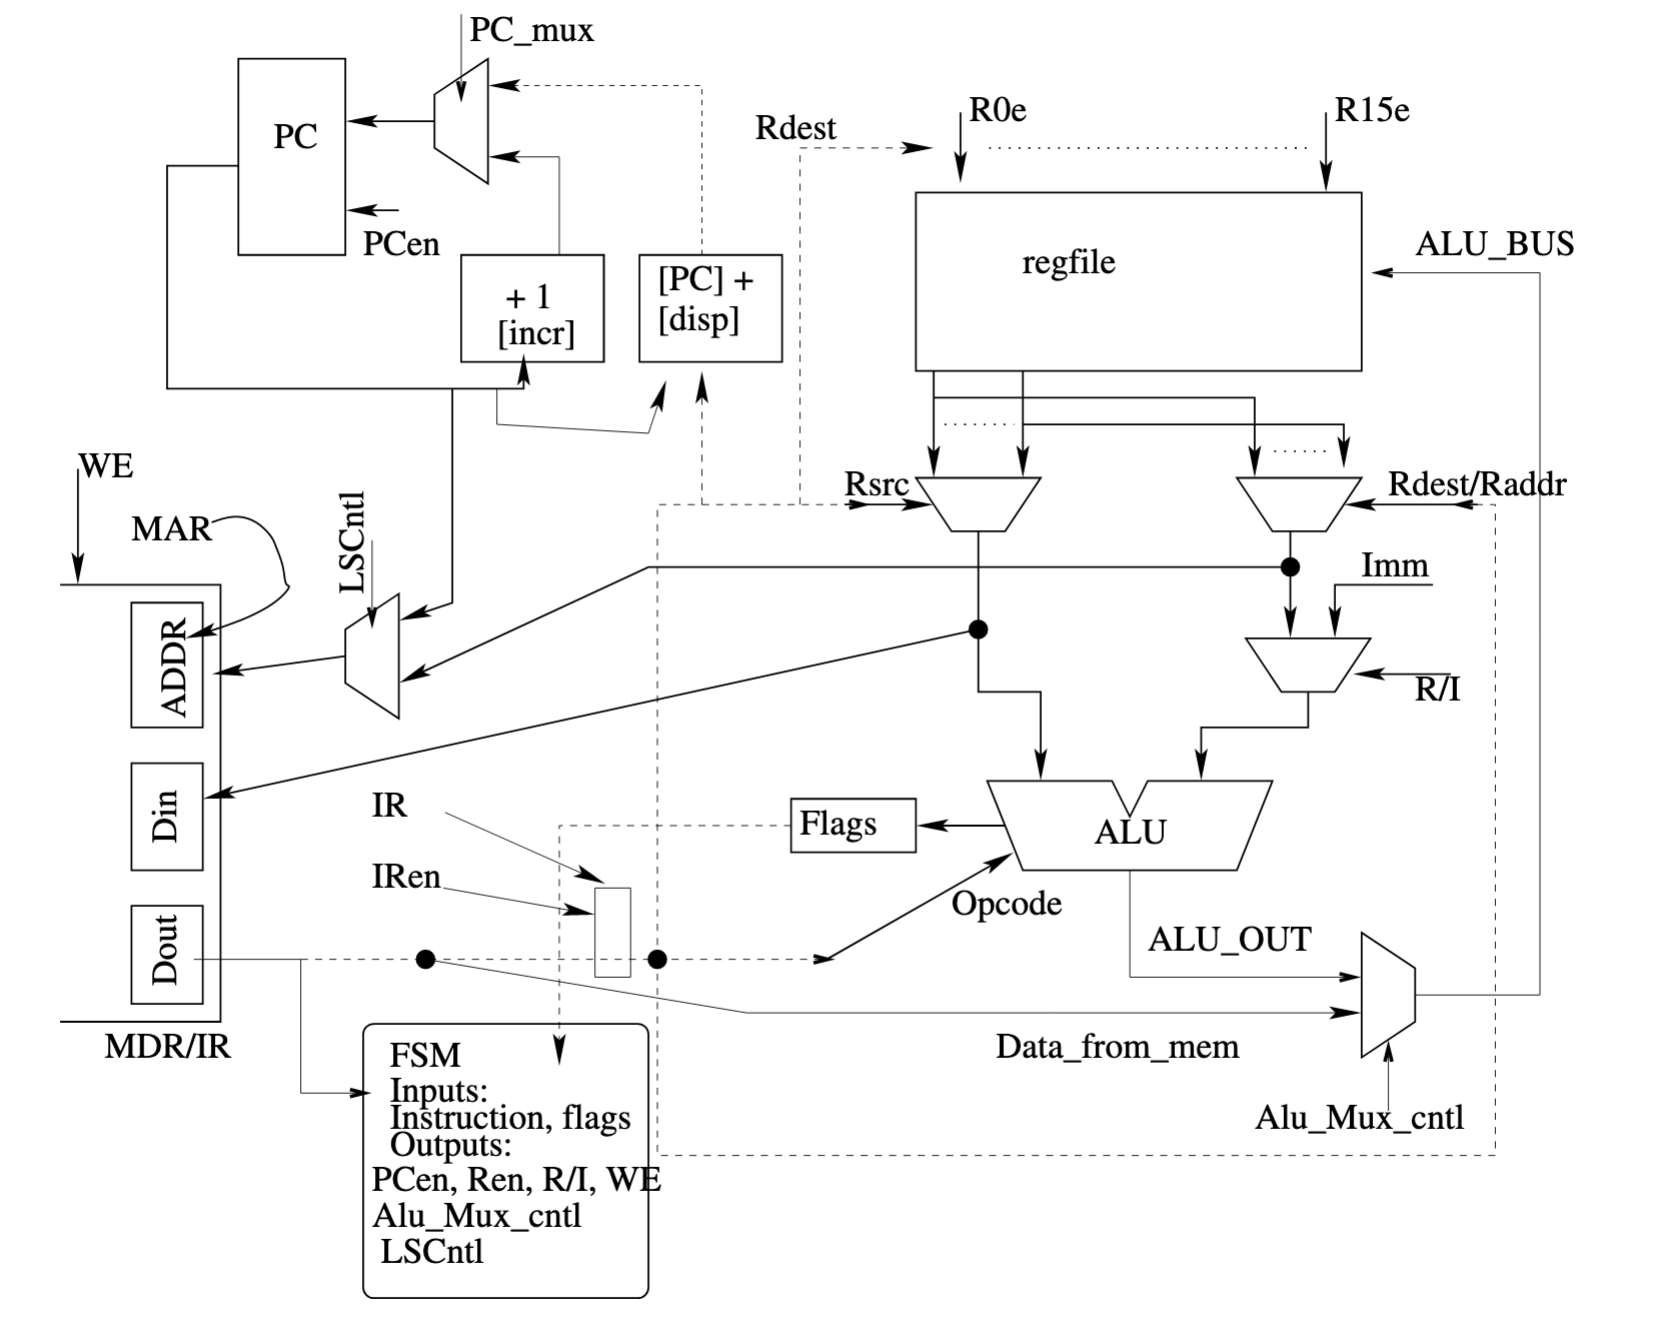 PC_mux
PC
PCen
+ 1
[incr]
[PC] +
[disp]
Rdest
R0e
R15e
regfile
ALU_BUS
WE
MAR
LSCntl
Rsrc
Rdest/Raddr
Imm
R/I
ADDR
Din
Dout
MDR/IR
IR
IRen
Flags
ALU
Opcode
ALU_OUT
Data_from_mem
Alu_Mux_cntl
FSM
Inputs:
Instruction, flags
Outputs:
PCen, Ren, R/I, WE
Alu_Mux_cntl
LSCntl